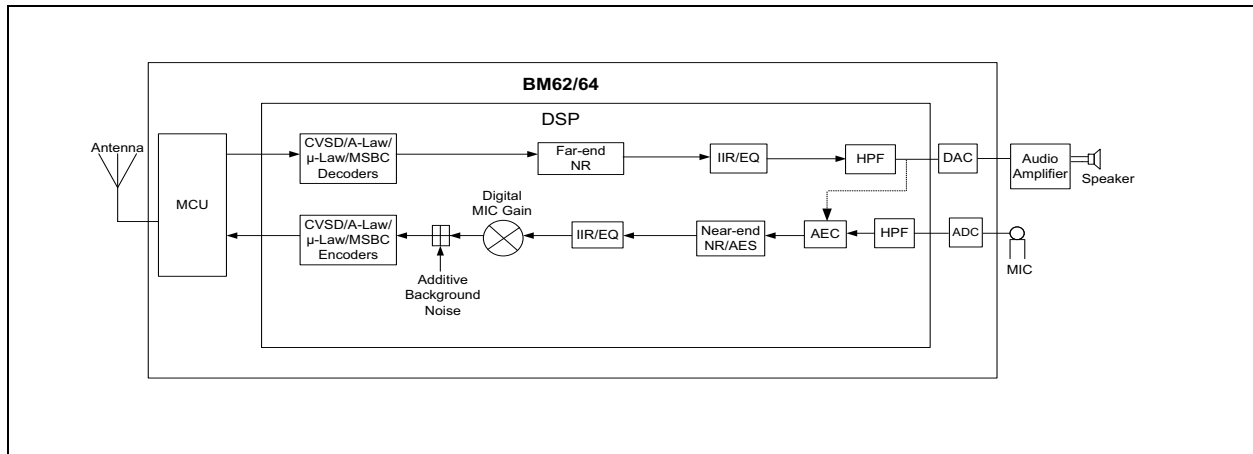 BM62/64
DSP
Antenna
MCU
CVSD/A-Law/
µ-Law/MSBC
Decoders
Far-end
NR
IIR/EQ
HPF
DAC
Audio
Amplifier
Speaker
CVSD/A-Law/
µ-Law/MSBC
Encoders
Additive
Background
Noise
Digital
MIC Gain
IIR/EQ
Near-end
NR/AES
AEC
HPF
ADC
MIC